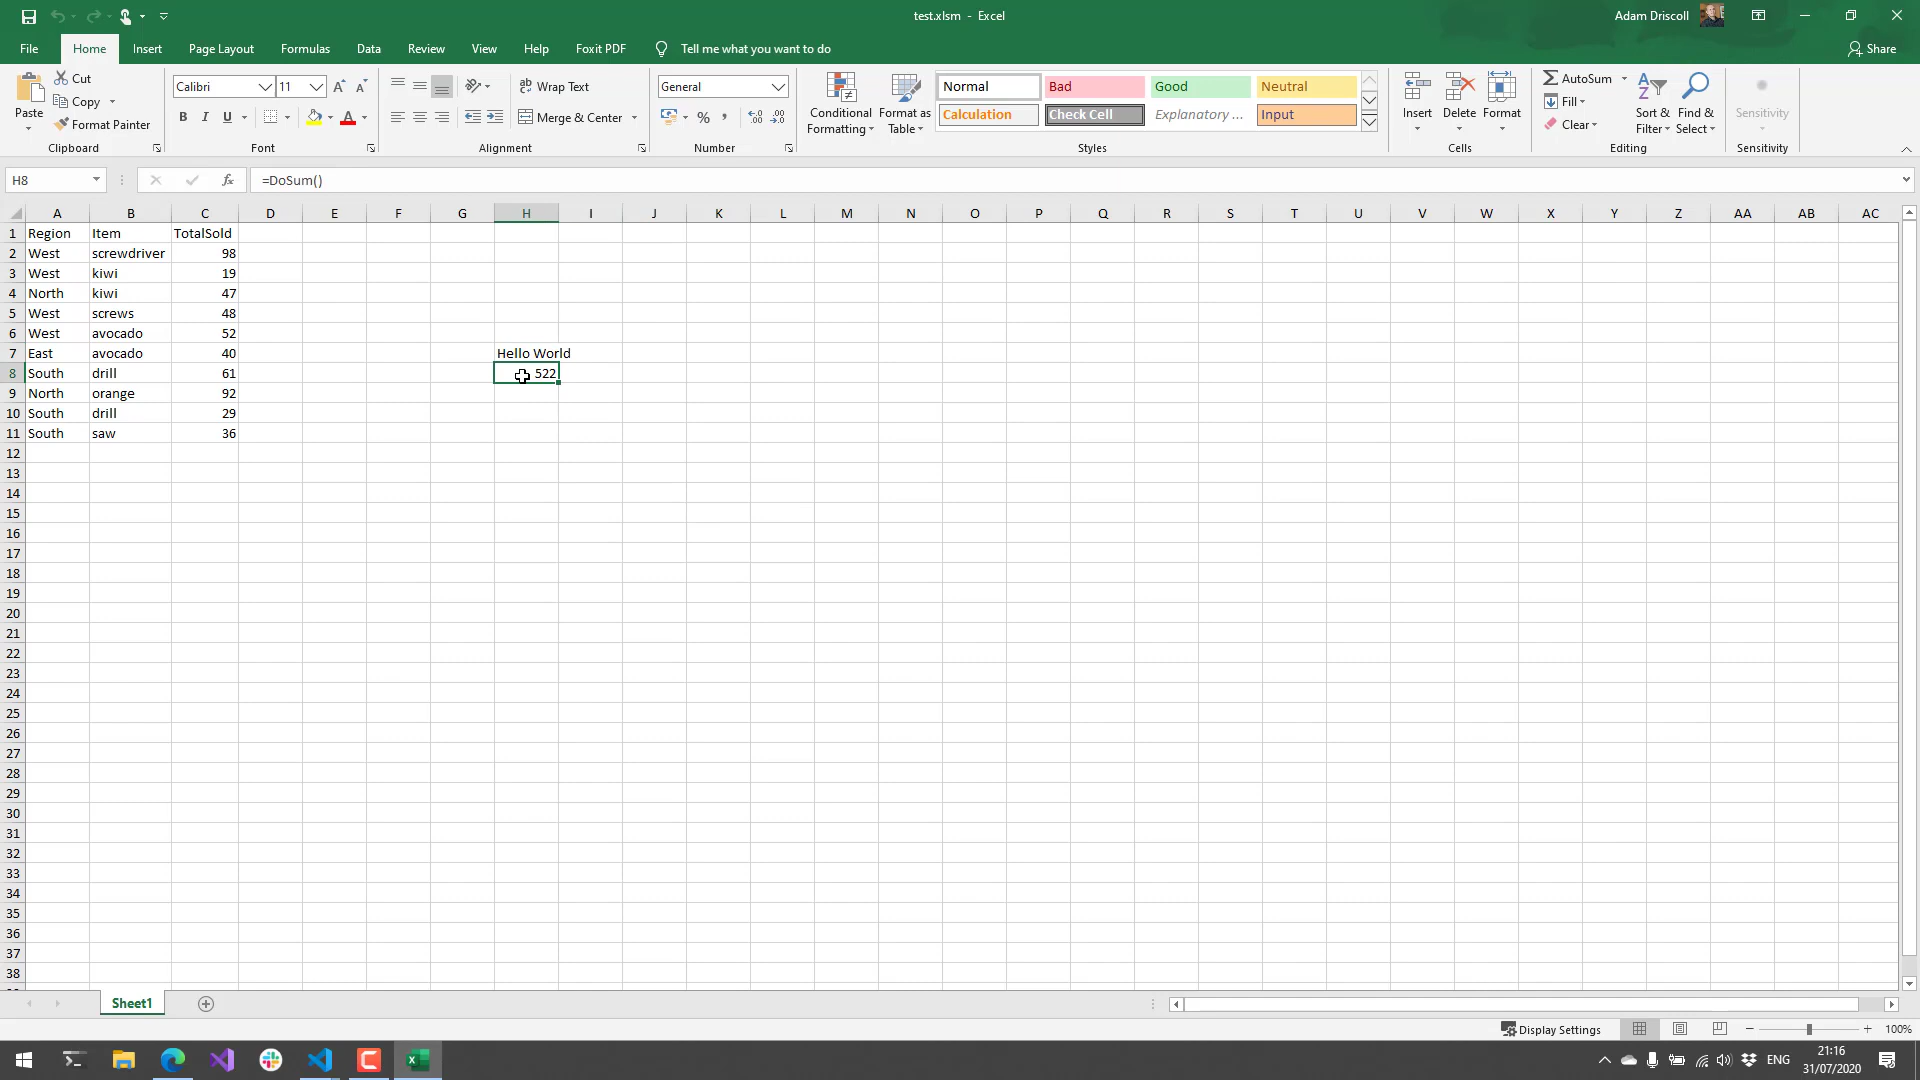 test.xlsm - Excel
Adam Driscoll
File Home Insert Page Layout Formulas Data Review View Help Foxit PDF Tell me what you want to do
Share
Paste
Cut
Copy
Format Painter
Clipboard
Calibri 11
B I U
Font
Wrap Text
Merge & Center
Alignment
General
Number
Conditional Formatting
Format as Table
Normal Bad Good Neutral
Calculation Check Cell Explanatory ... Input
Styles
Insert Delete Format
Cells
AutoSum
Fill
Clear
Sort & Filter
Find & Select
Editing
Sensitivity
Sensitivity
H8 fx =DoSum()
A B C D E F G H I J K L M N O P Q R S T U V W X Y Z AA AB AC
1 Region Item TotalSold
2 West screwdriver 98
3 West kiwi 19
4 North kiwi 47
5 West screws 48
6 West avocado 52
7 East avocado 40 Hello World
8 South drill 61 522
9 North orange 92
10 South drill 29
11 South saw 36
12
13
14
15
16
17
18
19
20
21
22
23
24
25
26
27
28
29
30
31
32
33
34
35
36
37
38
Sheet1
Display Settings 100%
ENG 21:16
31/07/2020